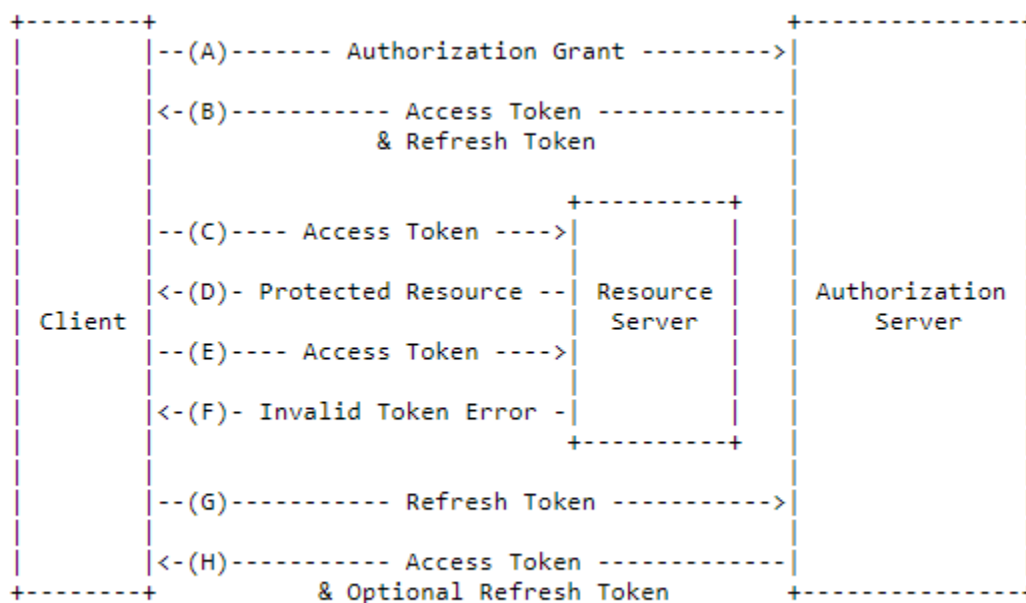 (A) Authorization Grant
(B) Access Token
& Refresh Token
(C) Access Token
(D) Protected Resource Resource Authorization
Client Server Server
(E) Access Token
(F) Invalid Token Error
(G) Refresh Token
(H) Access Token
& Optional Refresh Token